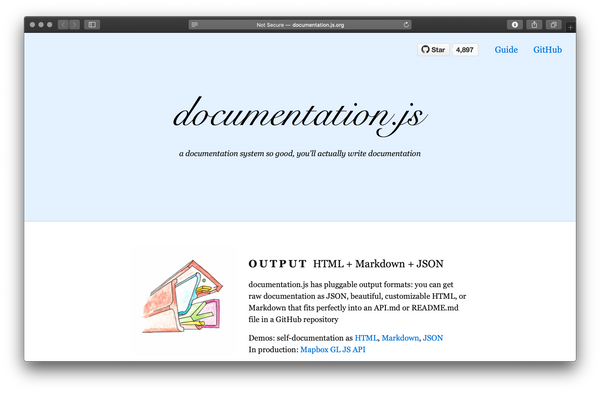 Not Secure — documentation.js.org
Star 4,897 Guide GitHub
documentation.js
a documentation system so good, you'll actually write documentation
OUTPUT HTML + Markdown + JSON
documentation.js has pluggable output formats: you can get
raw documentation as JSON, beautiful, customizable HTML, or
Markdown that fits perfectly into an API.md or README.md
file in a GitHub repository
Demos: self-documentation as HTML, Markdown, JSON
In production: Mapbox GL JS API